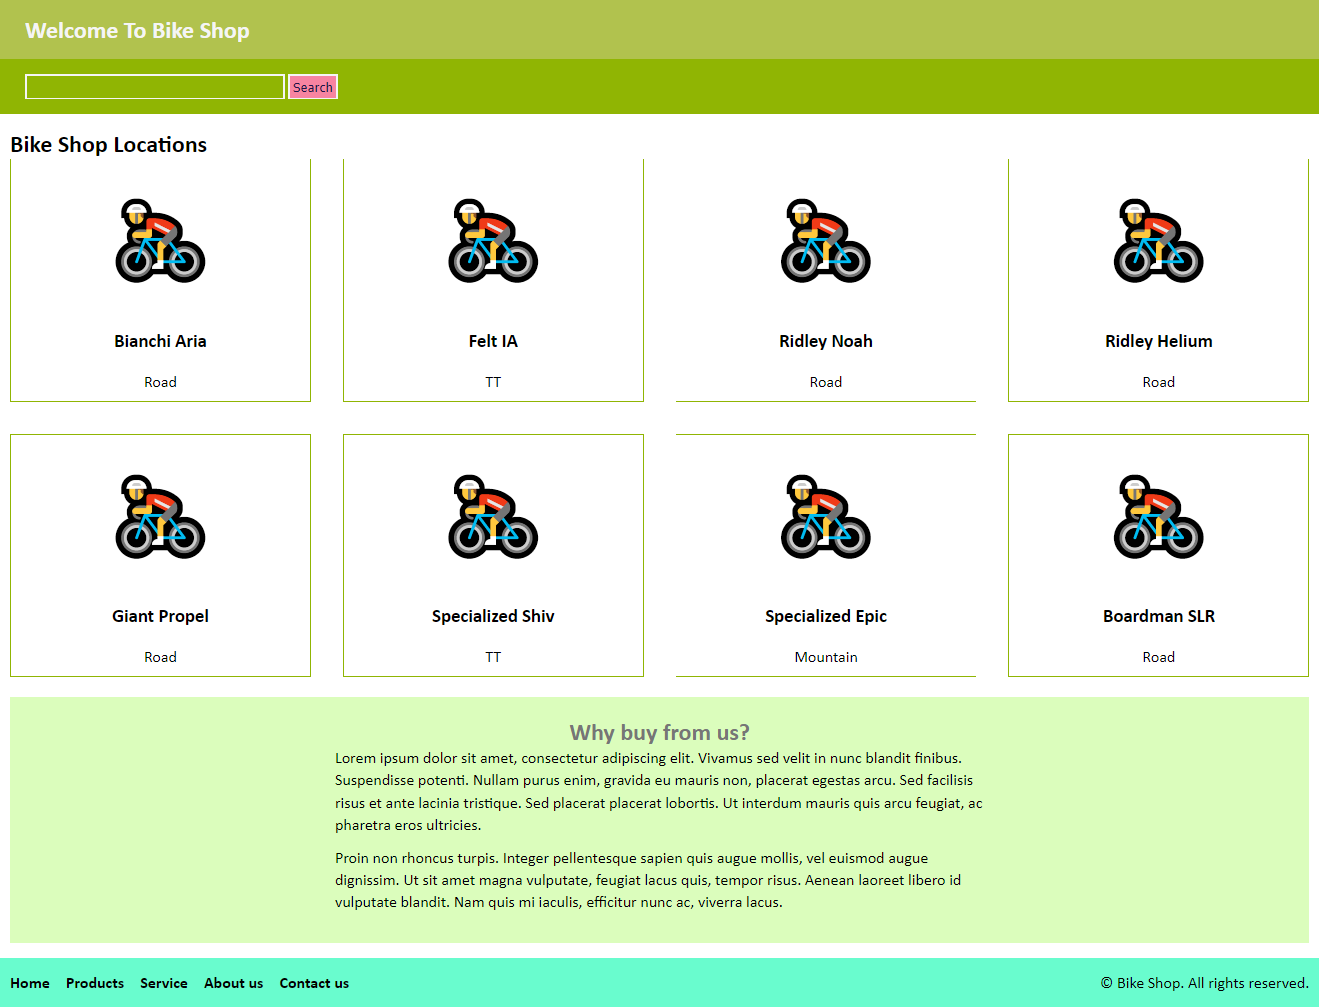 Welcome To Bike Shop
Search
Bike Shop Locations
Bianchi Aria
Road
Felt IA
TT
Ridley Noah
Road
Ridley Helium
Road
Giant Propel
Road
Specialized Shiv
TT
Specialized Epic
Mountain
Boardman SLR
Road
Why buy from us?
Lorem ipsum dolor sit amet, consectetur adipiscing elit. Vivamus sed velit in nunc blandit finibus.
Suspendisse potenti. Nullam purus enim, gravida eu mauris non, placerat egestas arcu. Sed facilisis
risus et ante lacinia tristique. Sed placerat placerat lobortis. Ut interdum mauris quis arcu feugiat, ac
pharetra eros ultricies.
Proin non rhoncus turpis. Integer pellentesque sapien quis augue mollis, vel euismod augue
dignissim. Ut sit amet magna vulputate, feugiat lacus quis, tempor risus. Aenean laoreet libero id
vulputate blandit. Nam quis mi iaculis, efficitur nunc ac, viverra lacus.
Home Products Service About us Contact us © Bike Shop. All rights reserved.